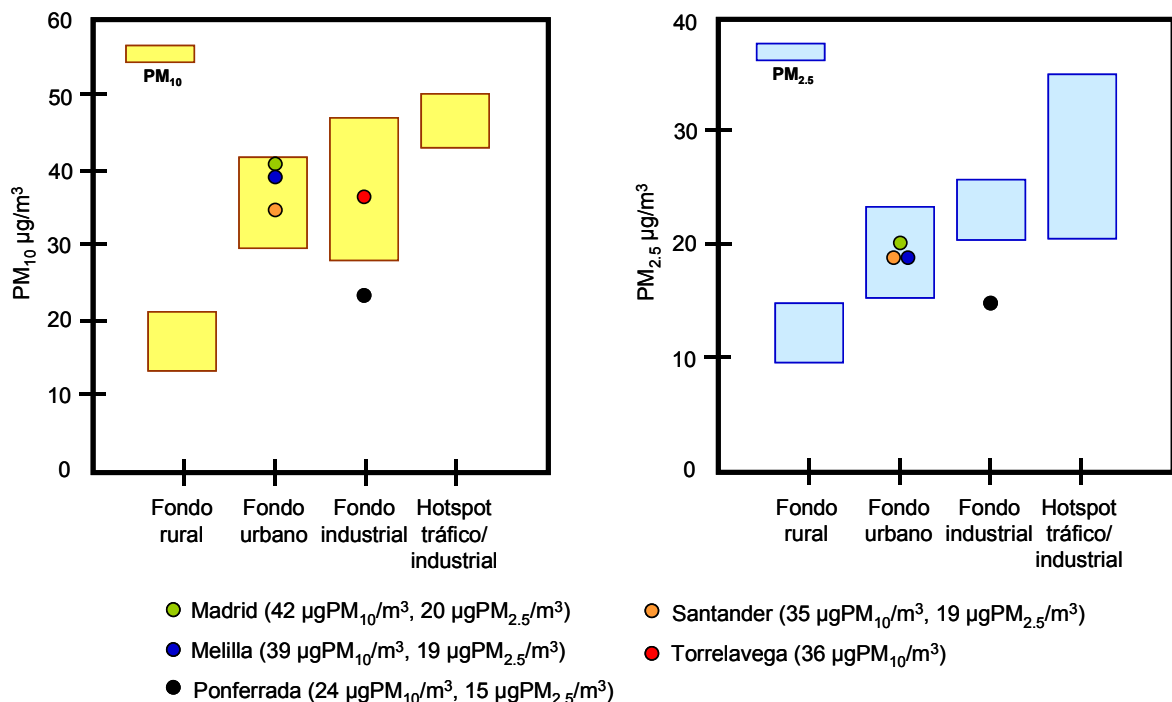 60
50
40
30
20
10
0
PM10 µg/m3
PM10
Fondo
rural
Fondo
urbano
Fondo
industrial
Hotspot
tráfico/
industrial
40
30
20
10
0
PM2.5 µg/m3
PM2.5
Fondo
rural
Fondo
urbano
Fondo
industrial
Hotspot
tráfico/
industrial
Madrid (42 µgPM10/m3, 20 µgPM2.5/m3)
Melilla (39 µgPM10/m3, 19 µgPM2.5/m3)
Ponferrada (24 µgPM10/m3, 15 µgPM2.5/m3)
Santander (35 µgPM10/m3, 19 µgPM2.5/m3)
Torrelavega (36 µgPM10/m3)